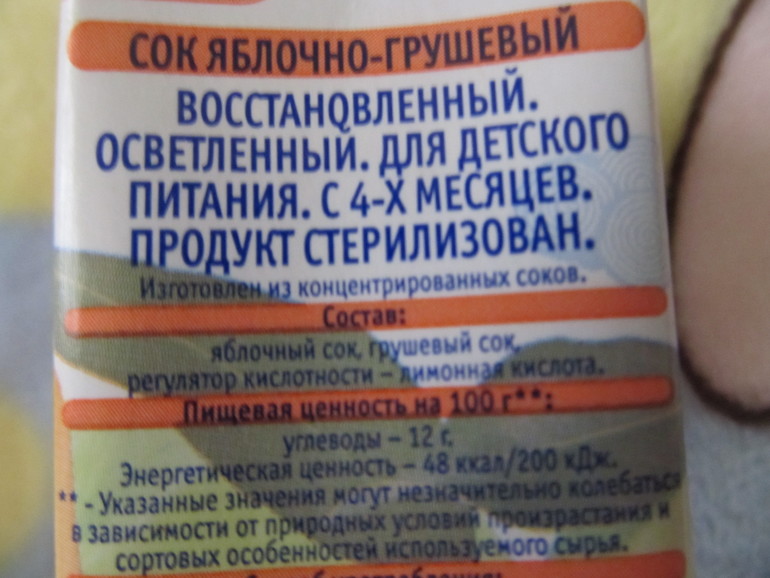 СОК ЯБЛОЧНО-ГРУШЕВЫЙ
ВОССТАНОВЛЕННЫЙ.
ОСВЕТЛЕННЫЙ. ДЛЯ ДЕТСКОГО
ПИТАНИЯ. С 4-Х МЕСЯЦЕВ.
ПРОДУКТ СТЕРИЛИЗОВАН.
Изготовлен из концентрированных соков.
Состав:
яблочный сок, грушевый сок,
регулятор кислотности – лимонная кислота.
Пищевая ценность на 100 г**:
углеводы – 12 г.
Энергетическая ценность – 48 ккал/200 кДж.
** - Указанные значения могут незначительно колебаться
в зависимости от природных условий произрастания и
сортовых особенностей используемого сырья.